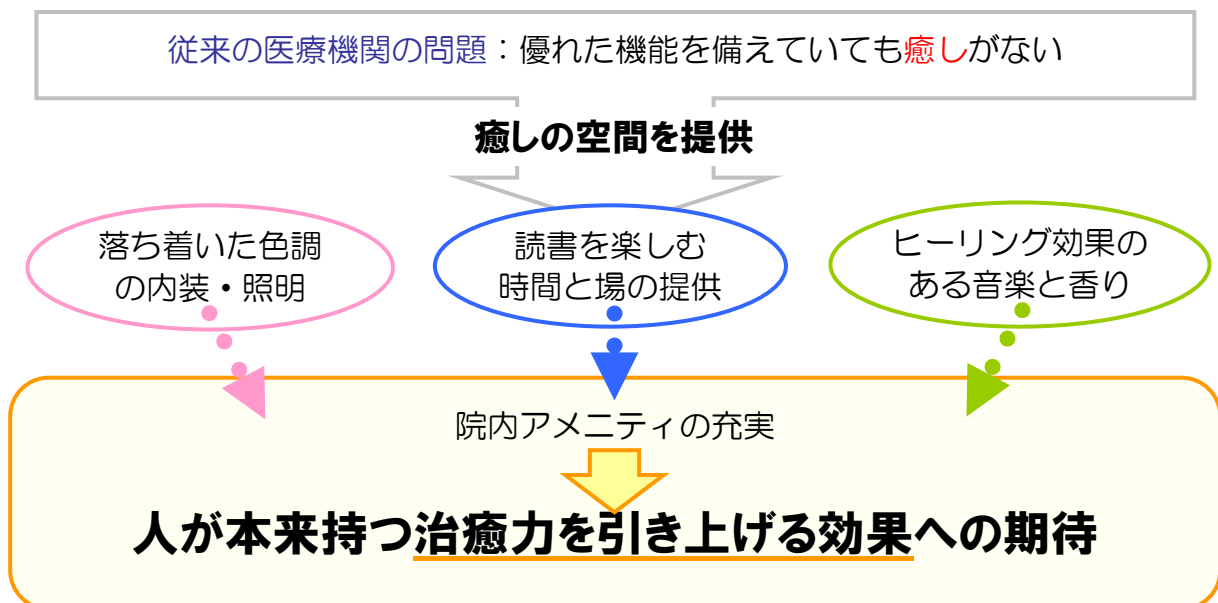 従来の医療機関の問題：優れた機能を備えていても癒しがない
癒しの空間を提供
落ち着いた色調
の内装・照明
読書を楽しむ
時間と場の提供
ヒーリング効果の
ある音楽と香り
院内アメニティの充実
人が本来持つ治癒力を引き上げる効果への期待